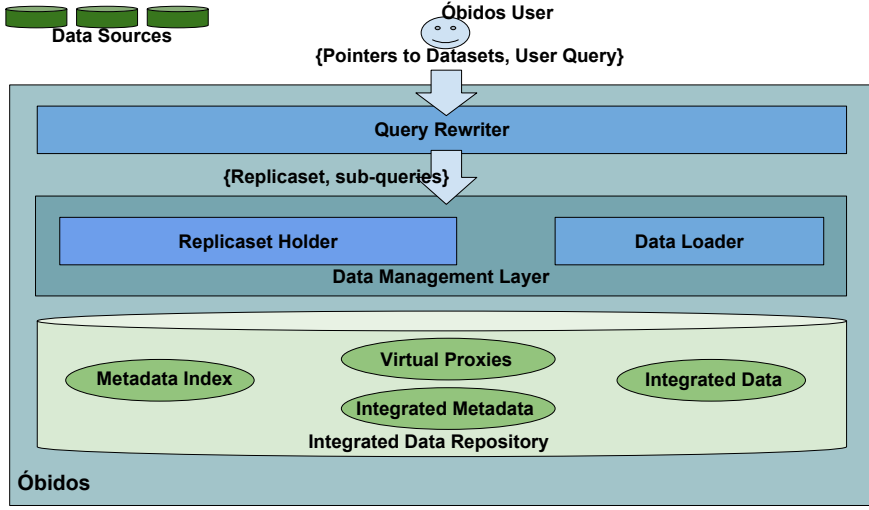 Óbidos User
Data Sources
{Pointers to Datasets, User Query}
Query Rewriter
{Replicaset, sub-queries}
Replicaset Holder
Data Loader
Data Management Layer
Virtual Proxies
Metadata Index
Integrated Data
Integrated Metadata
Integrated Data Repository
Óbidos